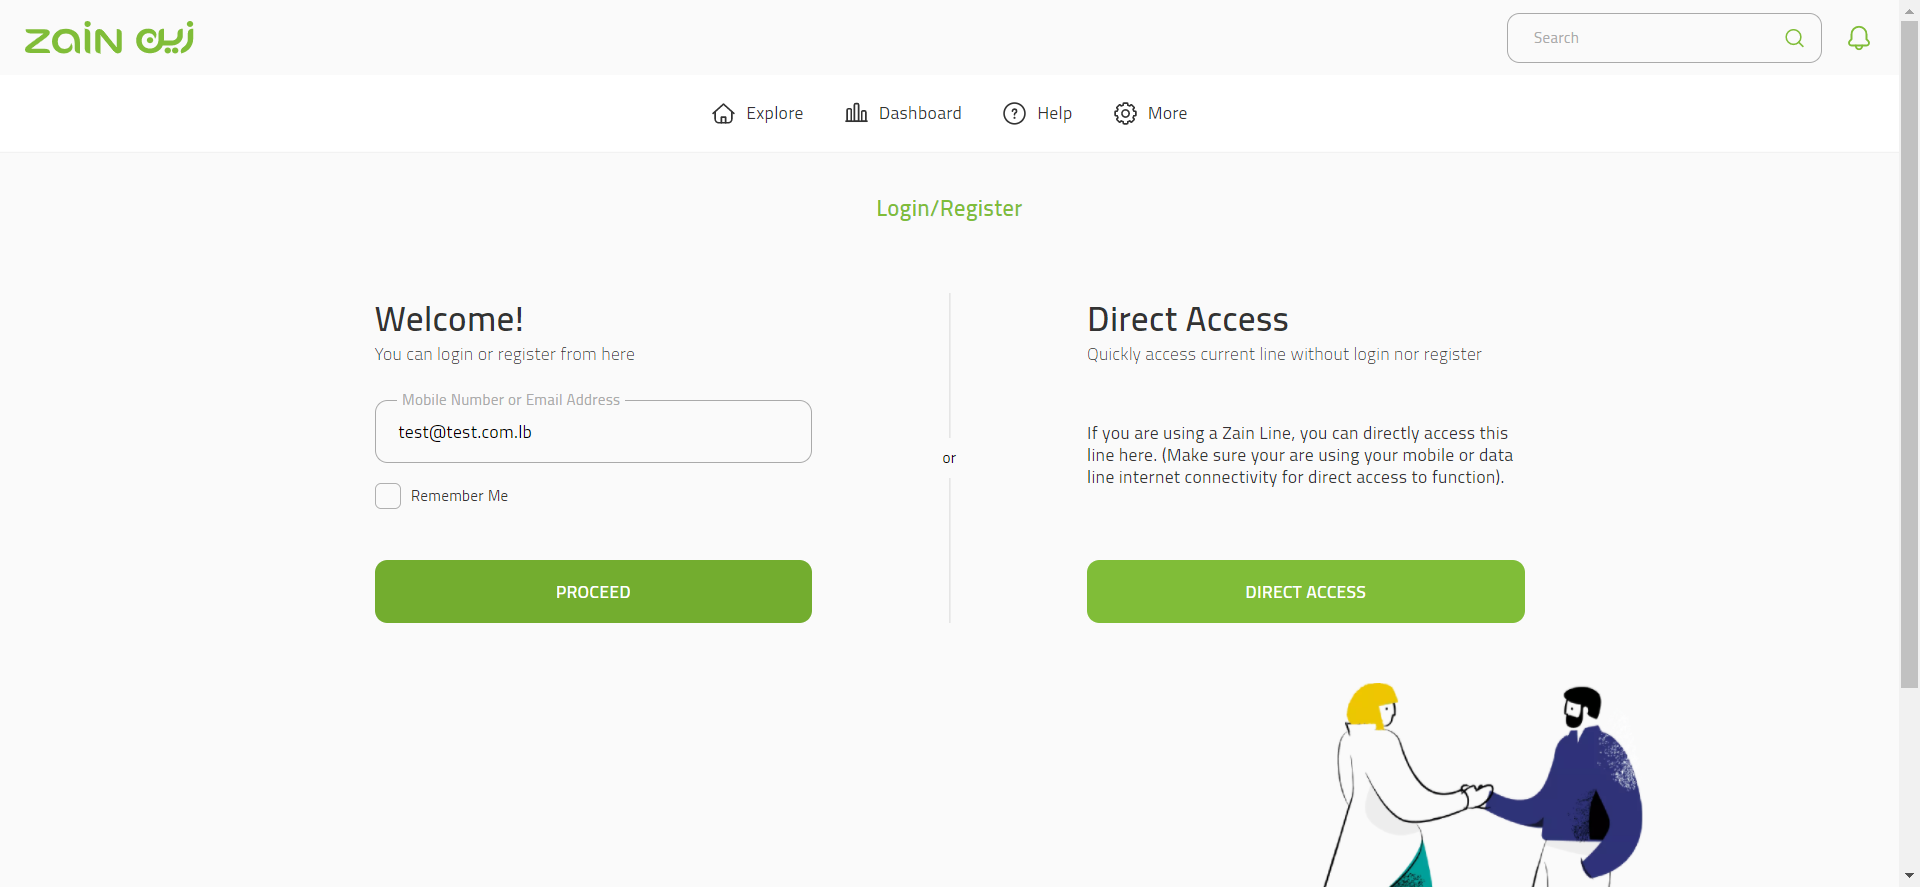 zain زين
Search
Explore
Dashboard
Help
More
Login/Register
Welcome!
You can login or register from here
Mobile Number or Email Address
test@test.com.lb
Remember Me
PROCEED
or
Direct Access
Quickly access current line without login nor register
If you are using a Zain Line, you can directly access this
line here. (Make sure your are using your mobile or data
line internet connectivity for direct access to function).
DIRECT ACCESS